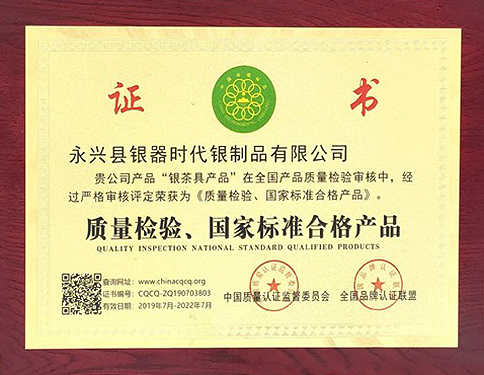 证 书
永兴县银器时代银制品有限公司
贵公司产品“银茶具产品”在全国产品质量检验审核中，经
过严格审核评定荣获为《质量检验、国家标准合格产品》。
质量检验、国家标准合格产品
QUALITY INSPECTION NATIONAL STANDARD QUALIFIED PRODUCTS
查询网址：www.chinacqcq.org
证书编号：CQCQ-ZQ190703803
有效日期：2019年7月-2022年7月
中国质量认证监督委员会 全国品牌认证联盟